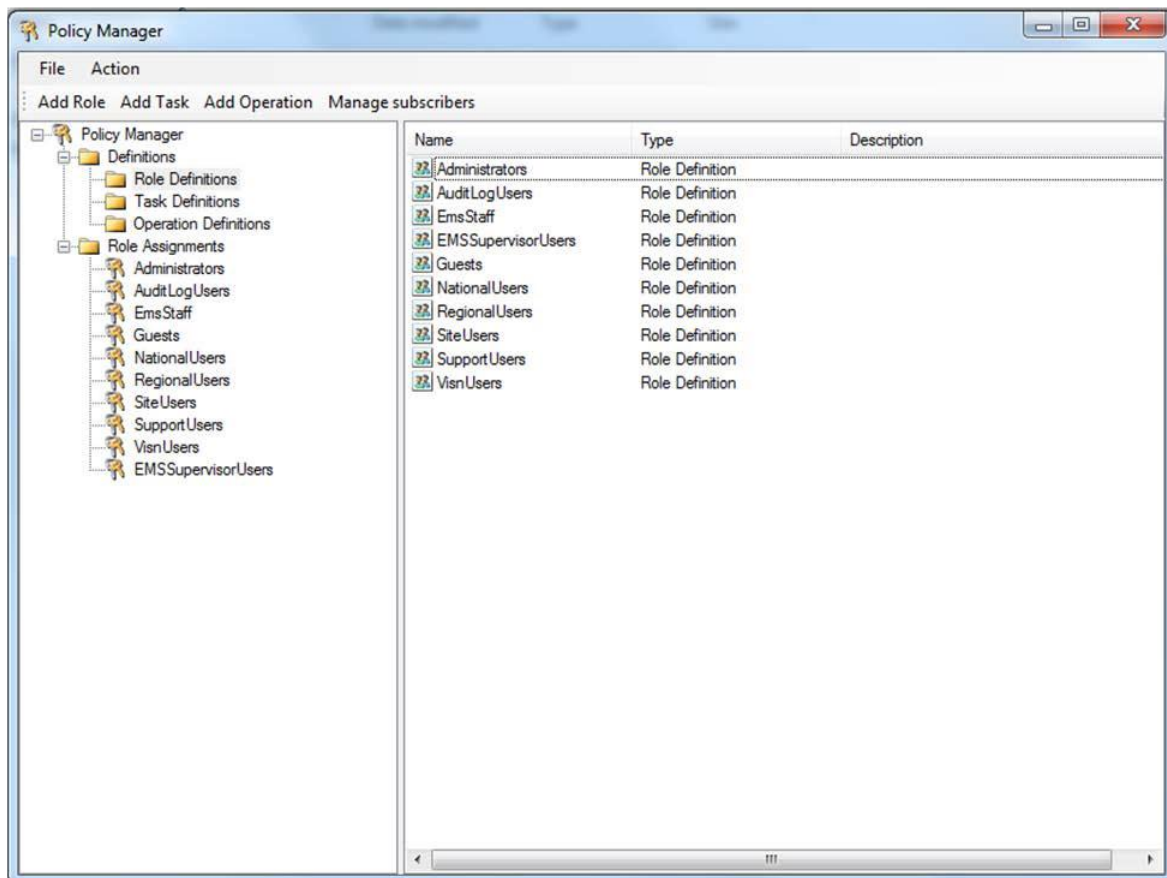 Policy Manager
File Action
Add Role Add Task Add Operation Manage subscribers
Policy Manager
Definitions
Role Definitions
Task Definitions
Operation Definitions
Role Assignments
Administrators
AuditLogUsers
EmsStaff
Guests
NationalUsers
RegionalUsers
SiteUsers
SupportUsers
VisnUsers
EMSSupervisorUsers
Name Type Description
Administrators Role Definition
AuditLogUsers Role Definition
EmsStaff Role Definition
EMSSupervisorUsers Role Definition
Guests Role Definition
NationalUsers Role Definition
RegionalUsers Role Definition
SiteUsers Role Definition
SupportUsers Role Definition
VisnUsers Role Definition